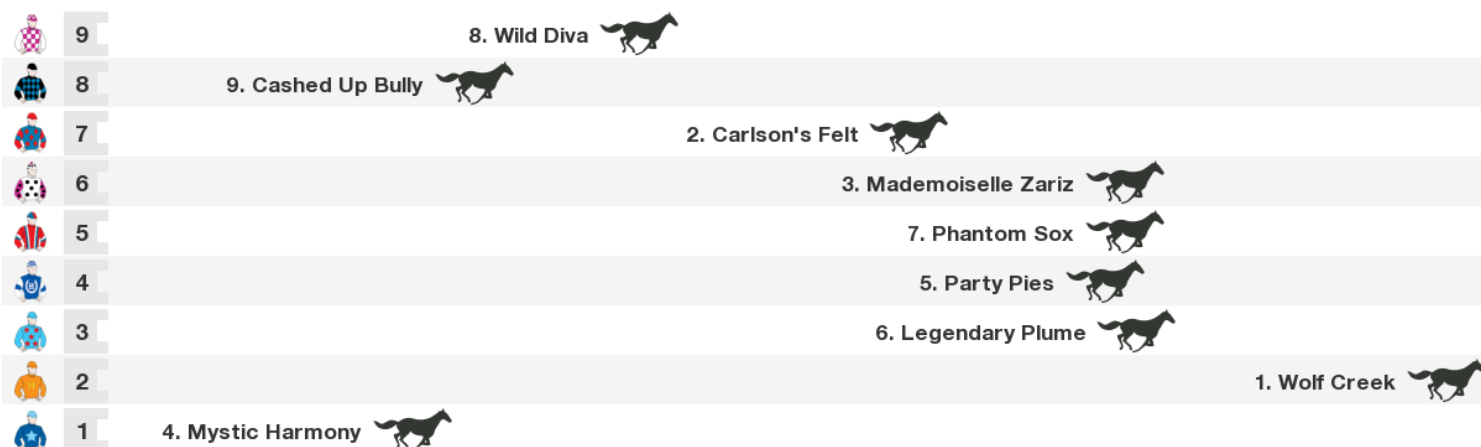 9 8. Wild Diva
8 9. Cashed Up Bully
7 2. Carlson's Felt
6 3. Mademoiselle Zariz
5 7. Phantom Sox
4 5. Party Pies
3 6. Legendary Plume
2 1. Wolf Creek
1 4. Mystic Harmony